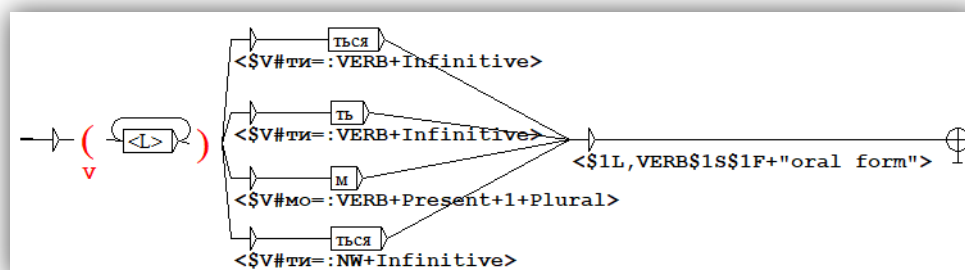 ться
<$V#ти=:VERB+Infinitive>
( <L> )
V
ть
<$V#ти=:VERB+Infinitive>
<$1L,VERB$1S$1F+"oral form">
м
<$V#мо=:VERB+Present+1+Plural>
ться
<$V#ти=:NW+Infinitive>